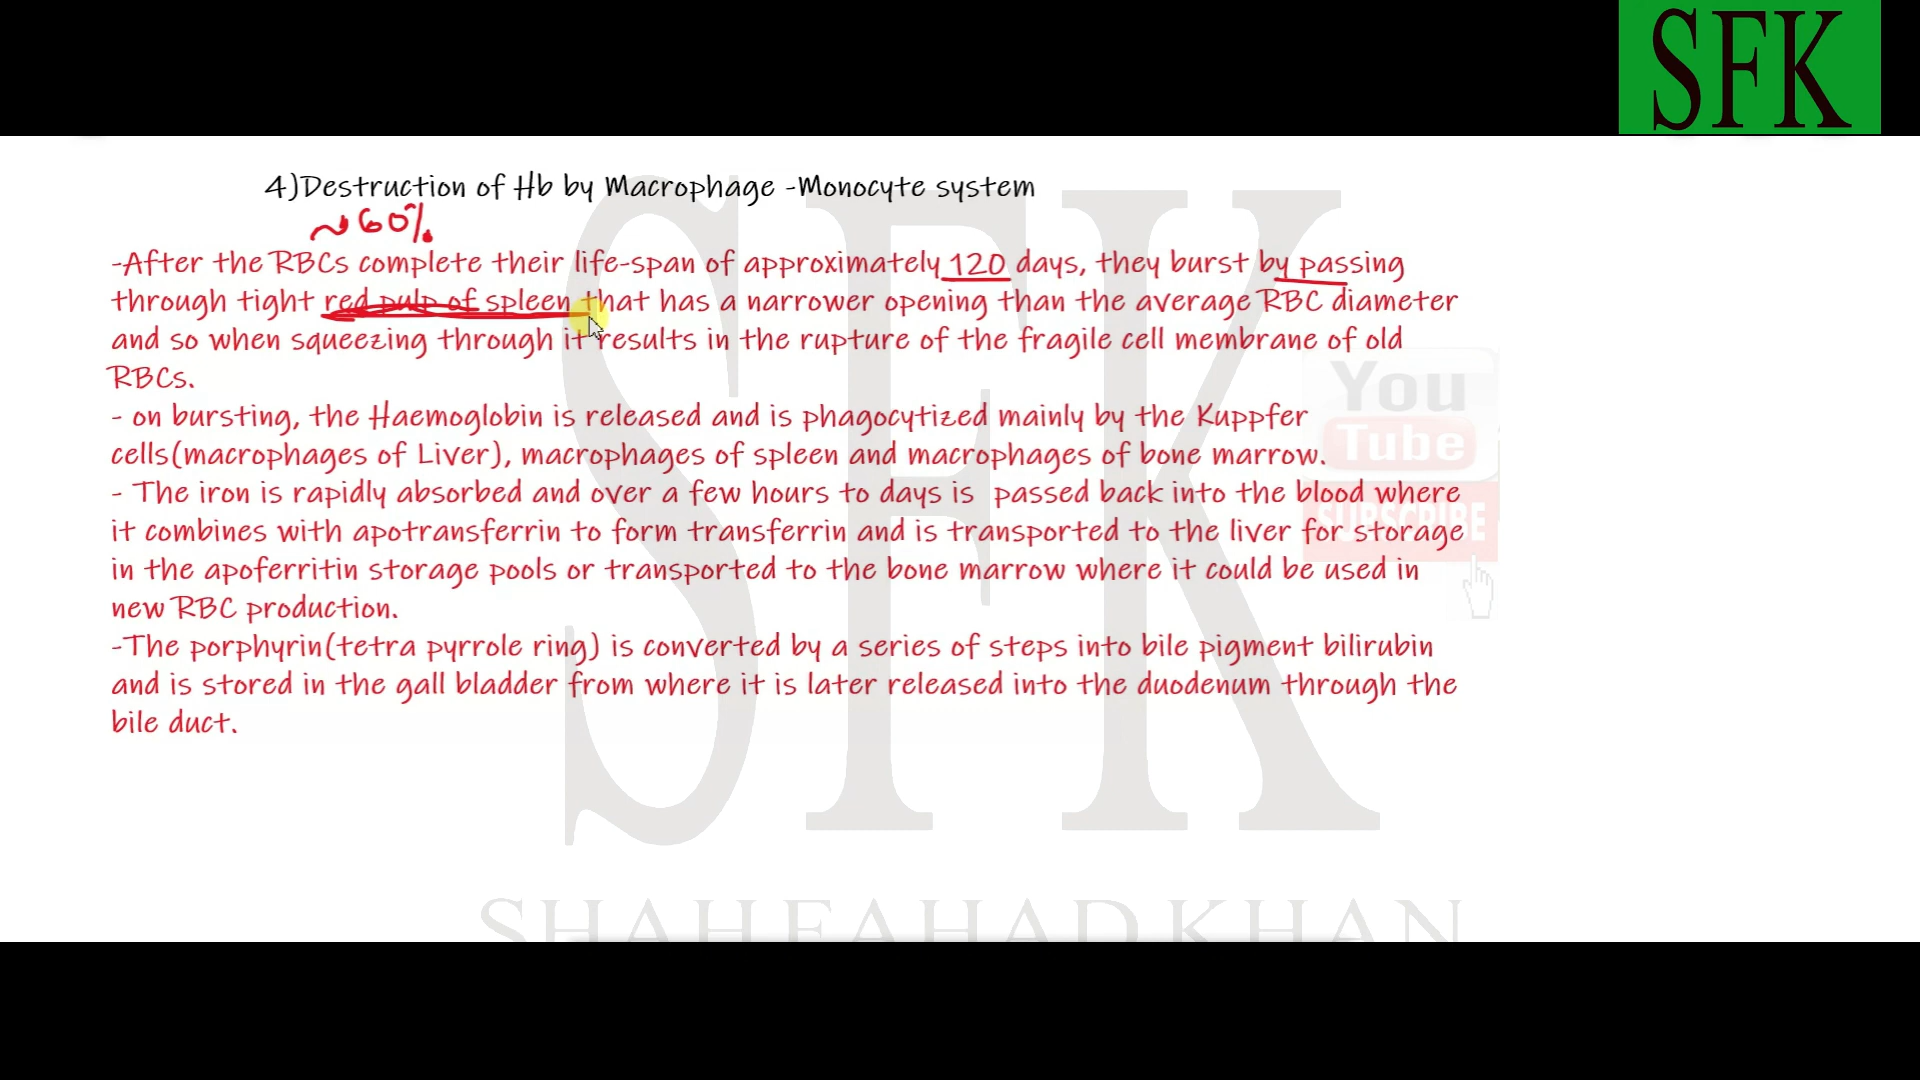 SFK
4)Destruction of Hb by Macrophage -Monocyte system
~60%
-After the RBCs complete their life-span of approximately 120 days, they burst by passing
through tight red pulp of spleen that has a narrower opening than the average RBC diameter
and so when squeezing through it results in the rupture of the fragile cell membrane of old
RBCs.
- on bursting, the Haemoglobin is released and is phagocytized mainly by the Kuppfer
cells(macrophages of Liver), macrophages of spleen and macrophages of bone marrow.
- The iron is rapidly absorbed and over a few hours to days is passed back into the blood where
it combines with apotransferrin to form transferrin and is transported to the liver for storage
in the apoferritin storage pools or transported to the bone marrow where it could be used in
new RBC production.
-The porphyrin(tetra pyrrole ring) is converted by a series of steps into bile pigment bilirubin
and is stored in the gall bladder from where it is later released into the duodenum through the
bile duct.
You
Tube
SUBSCRIBE
SFK
SHAHFAHADKHAN